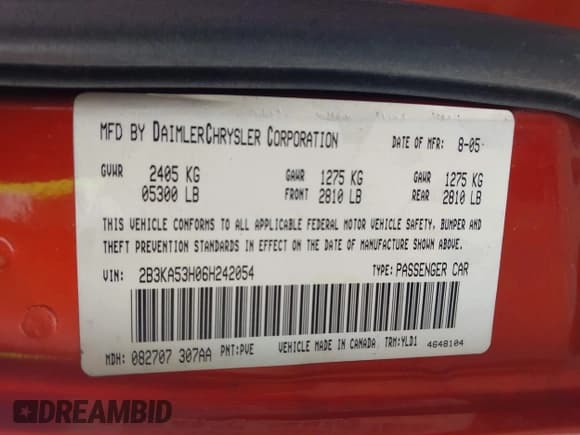 MFD BY DAIMLERCHRYSLER CORPORATION DATE OF MFR: 8-05
GVWR 2405 KG GAWR 1275 KG GAWR 1275 KG
05300 LB FRONT 2810 LB REAR 2810 LB
THIS VEHICLE CONFORMS TO ALL APPLICABLE FEDERAL MOTOR VEHICLE SAFETY, BUMPER AND
THEFT PREVENTION STANDARDS IN EFFECT ON THE DATE OF MANUFACTURE SHOWN ABOVE.
VIN: 2B3KA53H06H242054 TYPE: PASSENGER CAR
MDH: 082707 307AA PNT:PVE VEHICLE MADE IN CANADA TRM:YLD1 4648104
DREAMBID